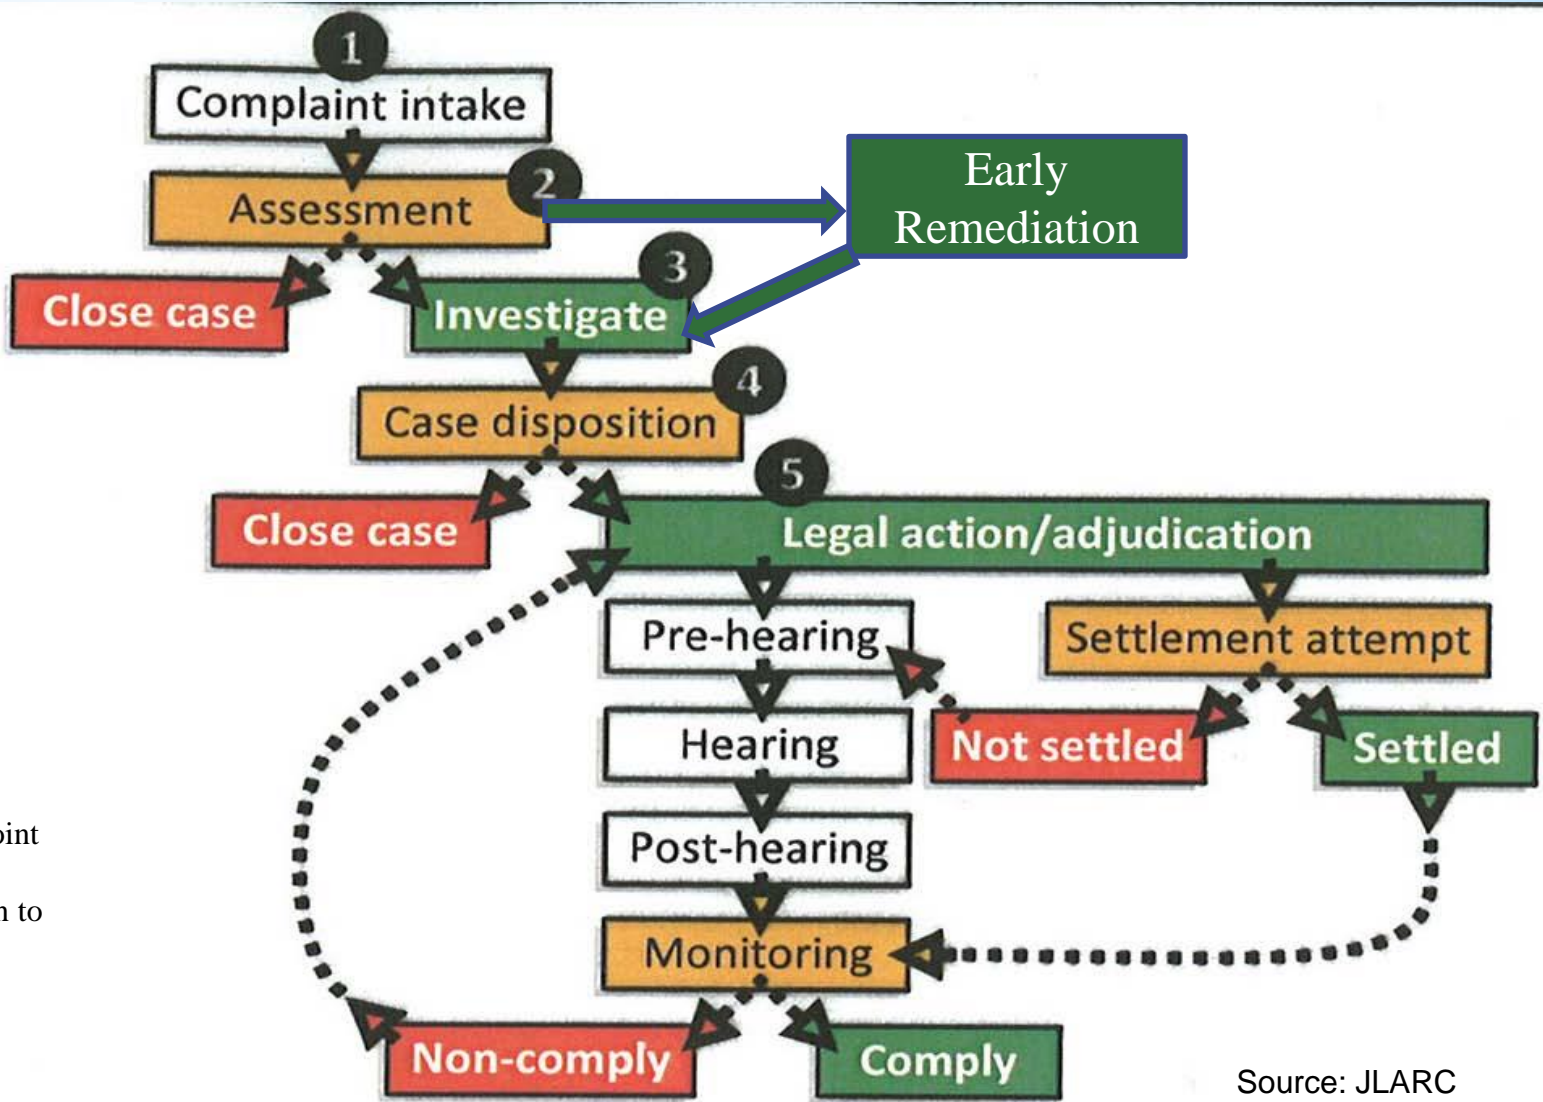 1
Complaint intake
2
Assessment
Early
Remediation
3
Close case
Investigate
4
Case disposition
5
Close case
Legal action/adjudication
Pre-hearing
Settlement attempt
Hearing
Not settled
Settled
Post-hearing
oint
n to
Monitoring
Non-comply
Comply
Source: JLARC